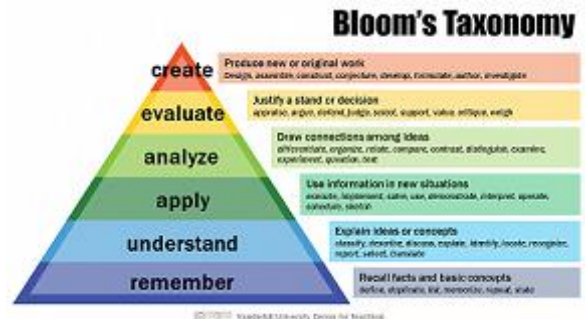 Bloom's Taxonomy
create
Produce new or original work
Design, assemble, construct, conjecture, develop, formulate, author, investigate
evaluate
Justify a stand or decision
appraise, argue, defend, judge, select, support, value, critique, weigh
analyze
Draw connections among ideas
differentiate, organize, relate, compare, contrast, distinguish, examine,
experiment, question, test
apply
Use information in new situations
execute, implement, solve, use, demonstrate, interpret, operate,
schedule, sketch
understand
Explain ideas or concepts
classify, describe, discuss, explain, identify, locate, recognize,
report, select, translate
remember
Recall facts and basic concepts
define, duplicate, list, memorize, repeat, state
Vanderbilt University Center for Teaching